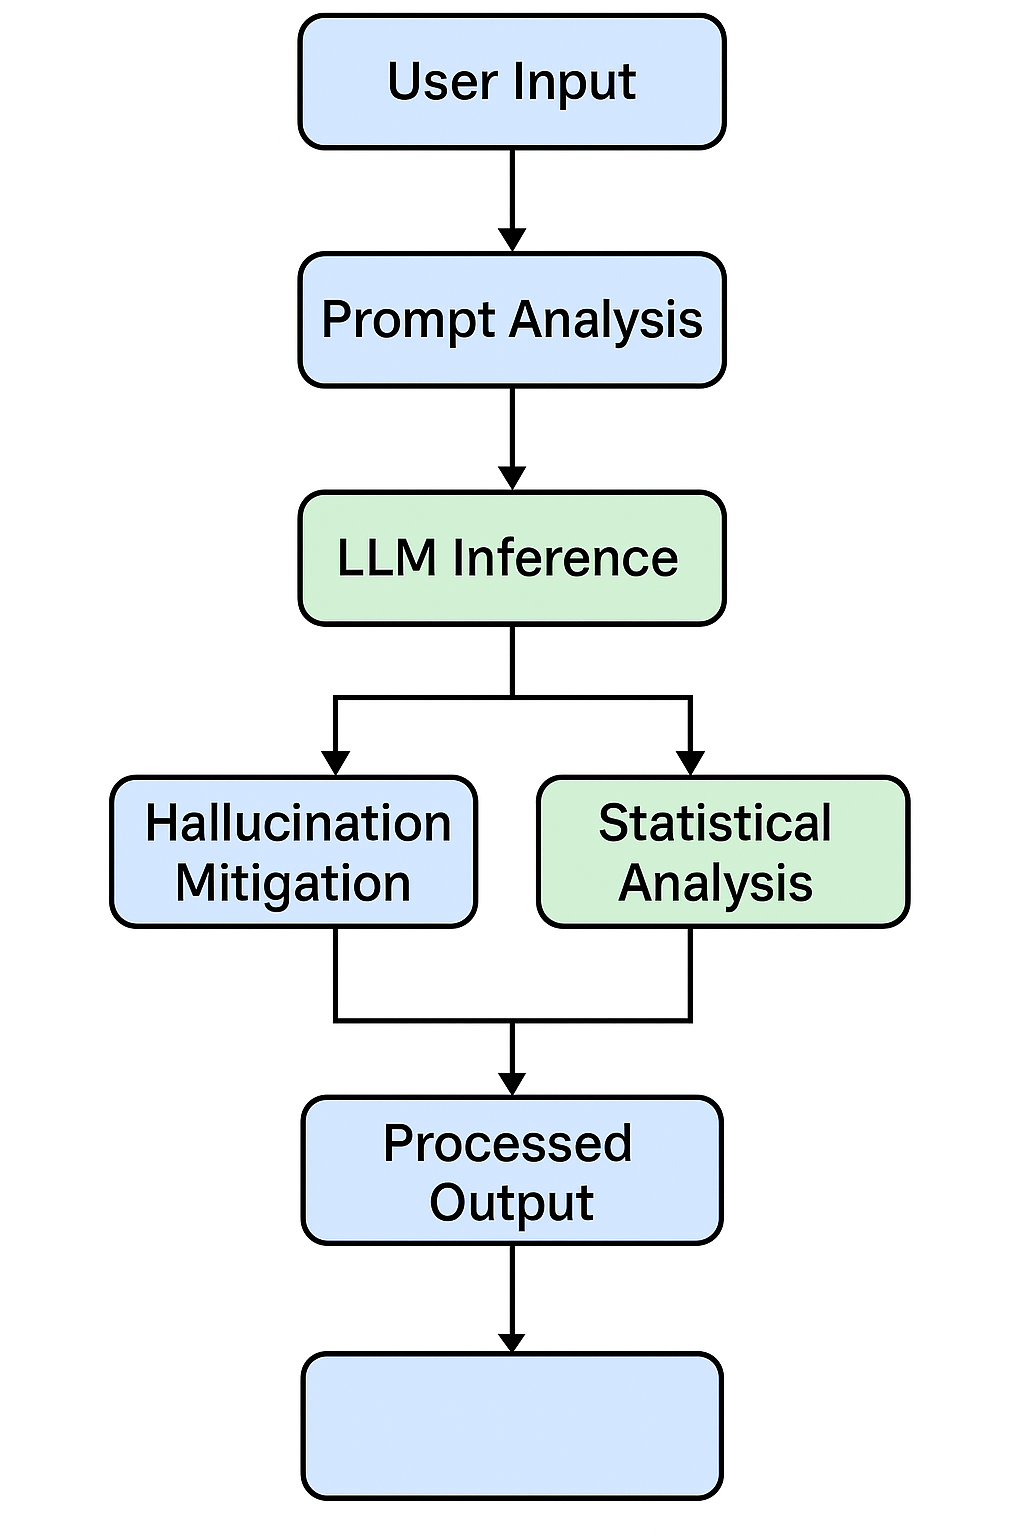 User Input
Prompt Analysis
LLM Inference
Hallucination
Mitigation
Statistical
Analysis
Processed
Output